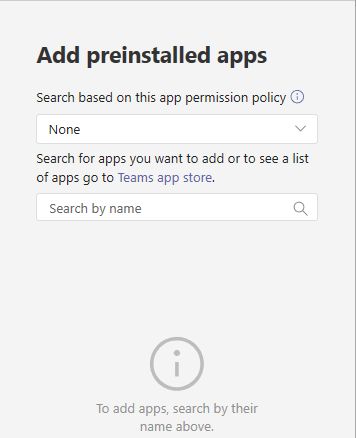 Add preinstalled apps
Search based on this app permission policy
None
Search for apps you want to add or to see a list
of apps go to Teams app store.
Search by name
To add apps, search by their
name above.